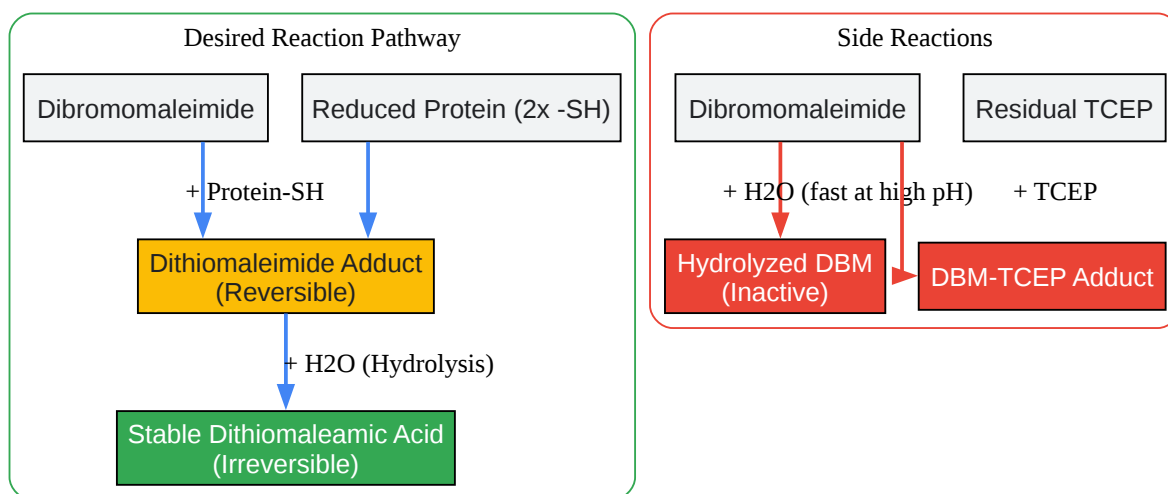 Desired Reaction Pathway
Dibromomaleimide
Reduced Protein (2x -SH)
+ Protein-SH
Dithiomaleimide Adduct
(Reversible)
+ H2O (Hydrolysis)
Stable Dithiomaleamic Acid
(Irreversible)
Side Reactions
Dibromomaleimide
Residual TCEP
+ H2O (fast at high pH)
+ TCEP
Hydrolyzed DBM
(Inactive)
DBM-TCEP Adduct